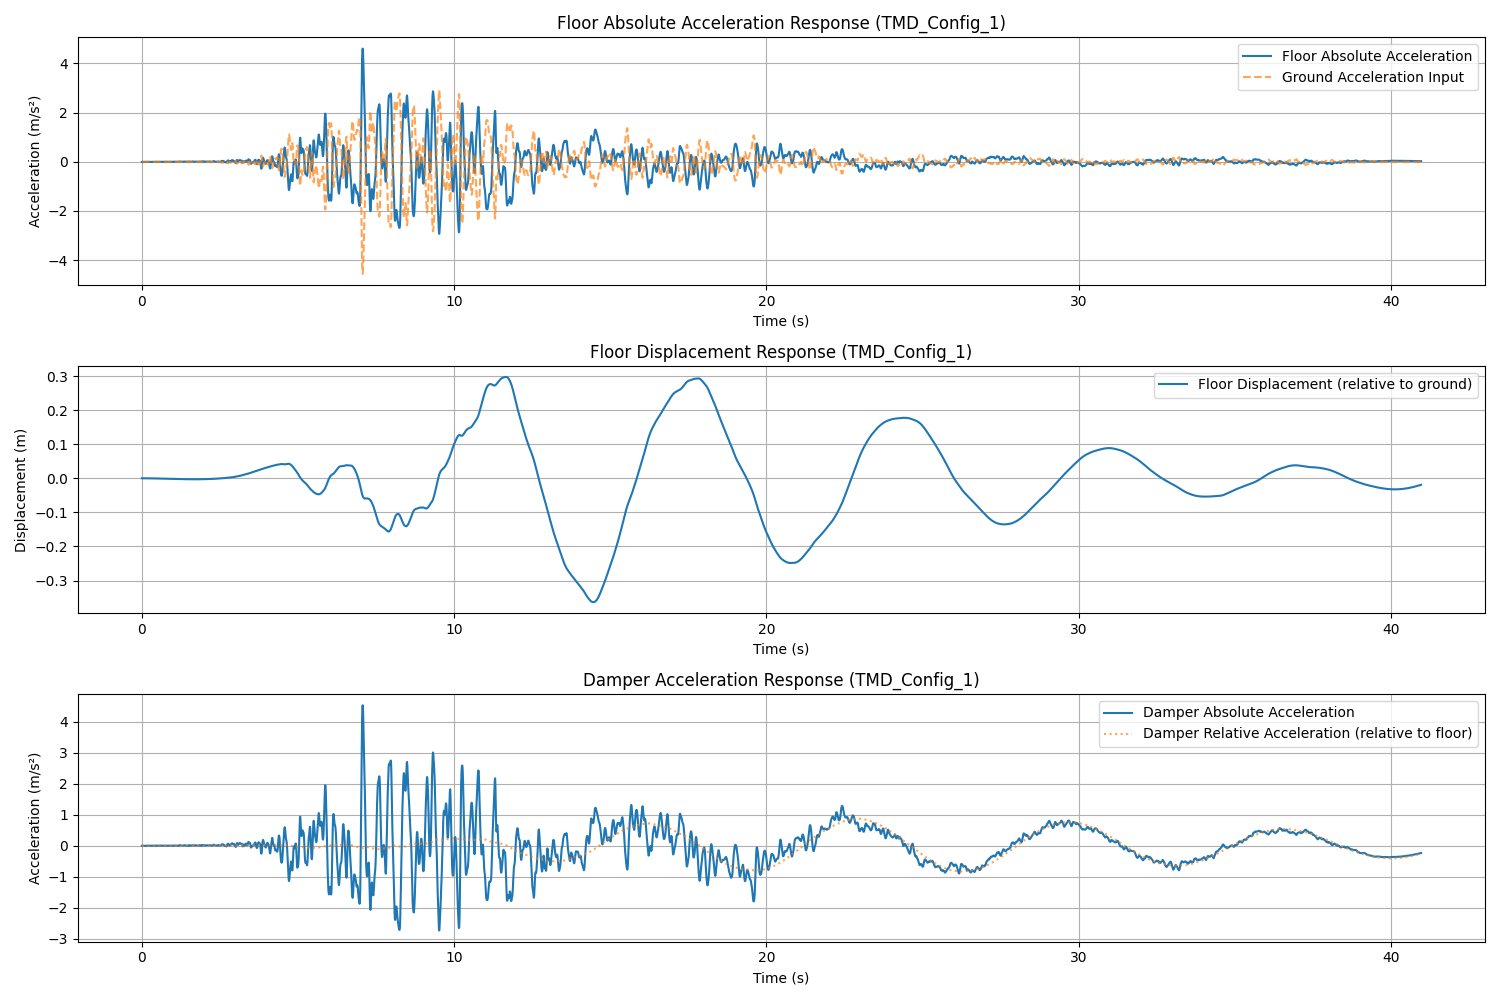 Floor Absolute Acceleration Response (TMD_Config_1)
Acceleration (m/s²)
4
2
0
−2
−4
Floor Absolute Acceleration
Ground Acceleration Input
0 10 20 30 40
Time (s)
Floor Displacement Response (TMD_Config_1)
Displacement (m)
0.3
0.2
0.1
0.0
−0.1
−0.2
−0.3
Floor Displacement (relative to ground)
0 10 20 30 40
Time (s)
Damper Acceleration Response (TMD_Config_1)
Acceleration (m/s²)
4
3
2
1
0
−1
−2
−3
Damper Absolute Acceleration
Damper Relative Acceleration (relative to floor)
0 10 20 30 40
Time (s)